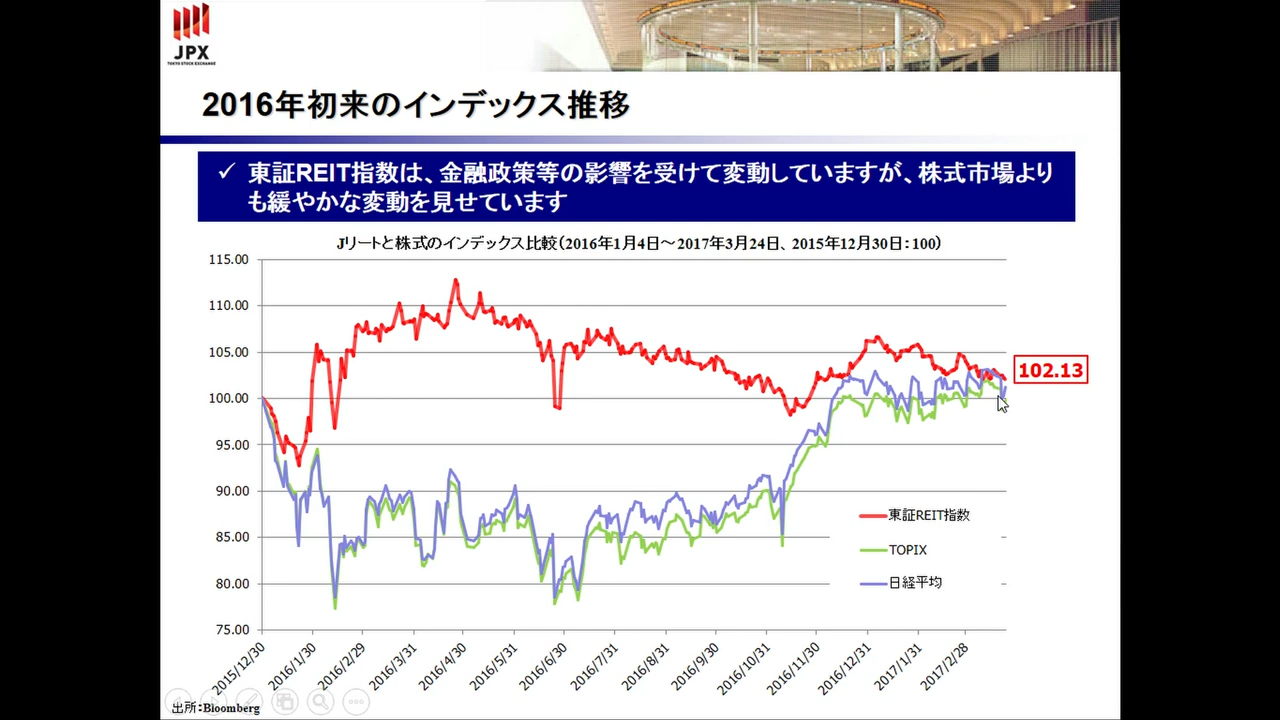 JPX
TOKYO STOCK EXCHANGE
2016年初来のインデックス推移
✓ 東証REIT指数は、金融政策等の影響を受けて変動していますが、株式市場より
も緩やかな変動を見せています
Jリートと株式のインデックス比較(2016年1月4日～2017年3月24日、2015年12月30日:100)
115.00
110.00
105.00
100.00
95.00
90.00
85.00
80.00
75.00
102.13
東証REIT指数
TOPIX
日経平均
2015/12/30
2016/1/30
2016/2/29
2016/3/31
2016/4/30
2016/5/31
2016/6/30
2016/7/31
2016/8/31
2016/9/30
2016/10/31
2016/11/30
2016/12/31
2017/1/31
2017/2/28
出所:Bloomberg